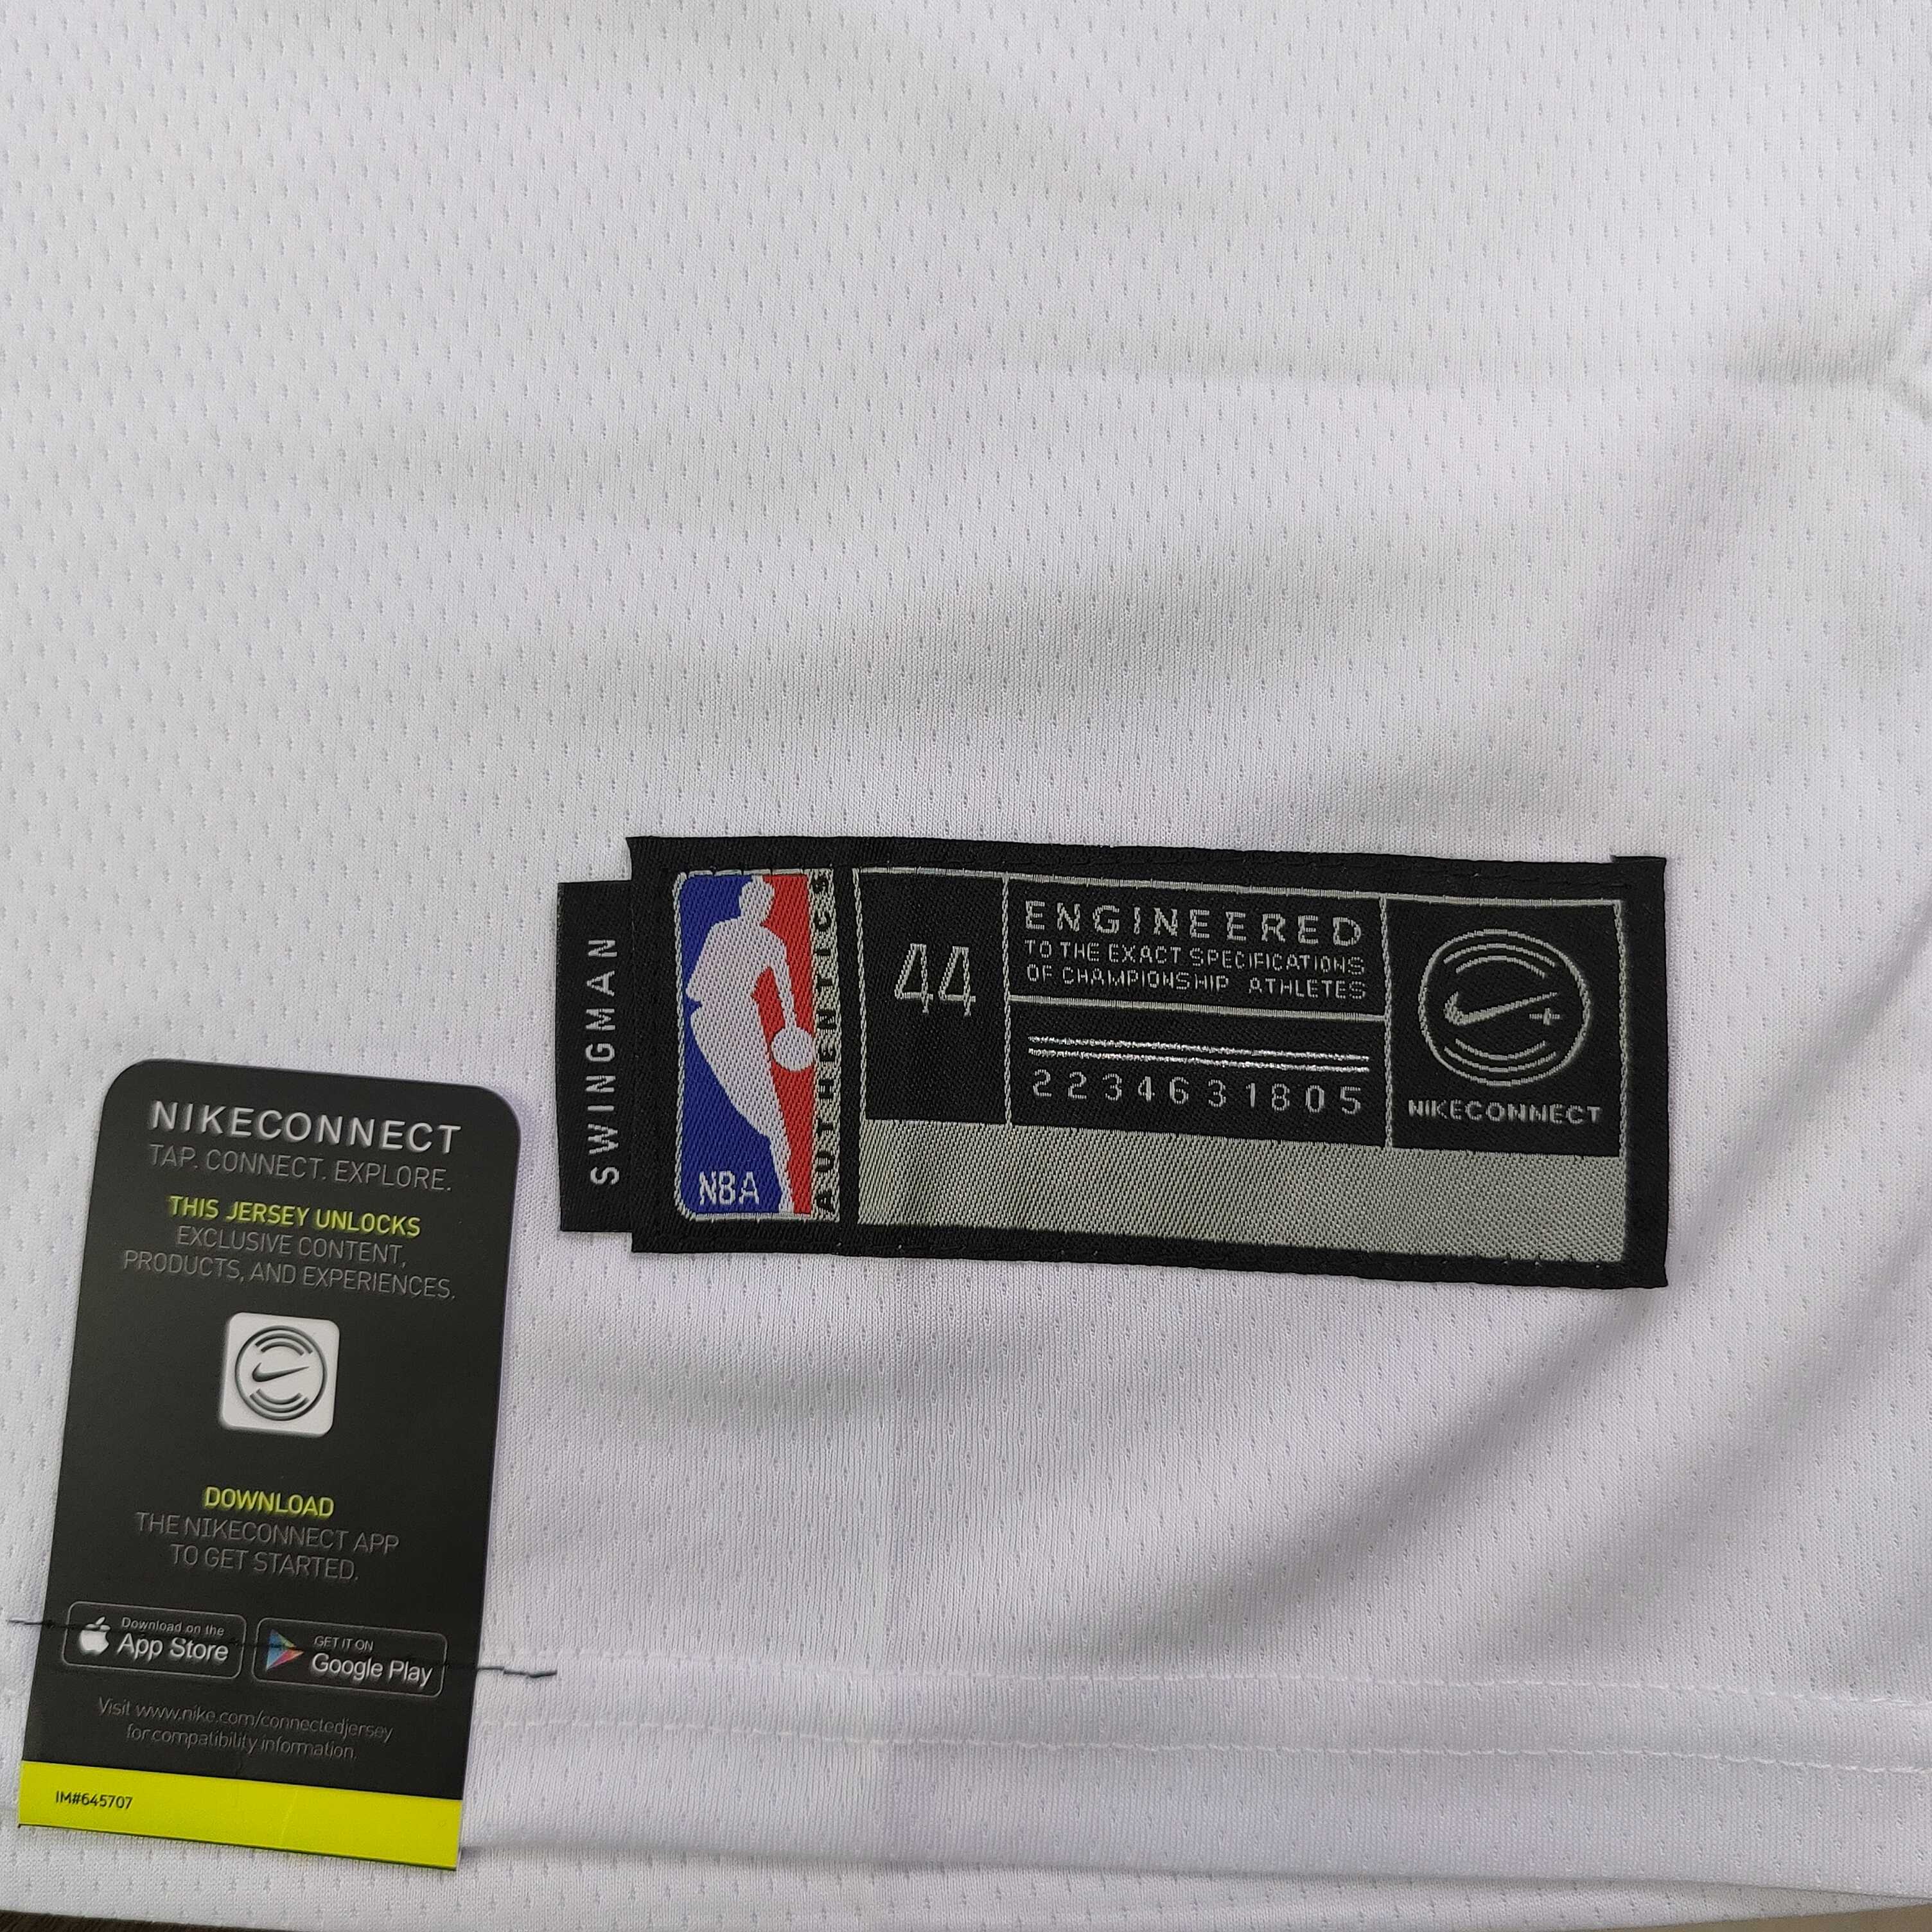 SWINGMAN
NBA
AUTHENTICS
44
ENGINEERED
TO THE EXACT SPECIFICATIONS
OF CHAMPIONSHIP ATHLETES
2234631805
NIKECONNECT
NIKECONNECT
TAP. CONNECT. EXPLORE.
THIS JERSEY UNLOCKS
EXCLUSIVE CONTENT,
PRODUCTS, AND EXPERIENCES.
DOWNLOAD
THE NIKECONNECT APP
TO GET STARTED.
Download on the
App Store
GET IT ON
Google Play
Visit www.nike.com/connectedjersey
for compatibility information.
IM#645707